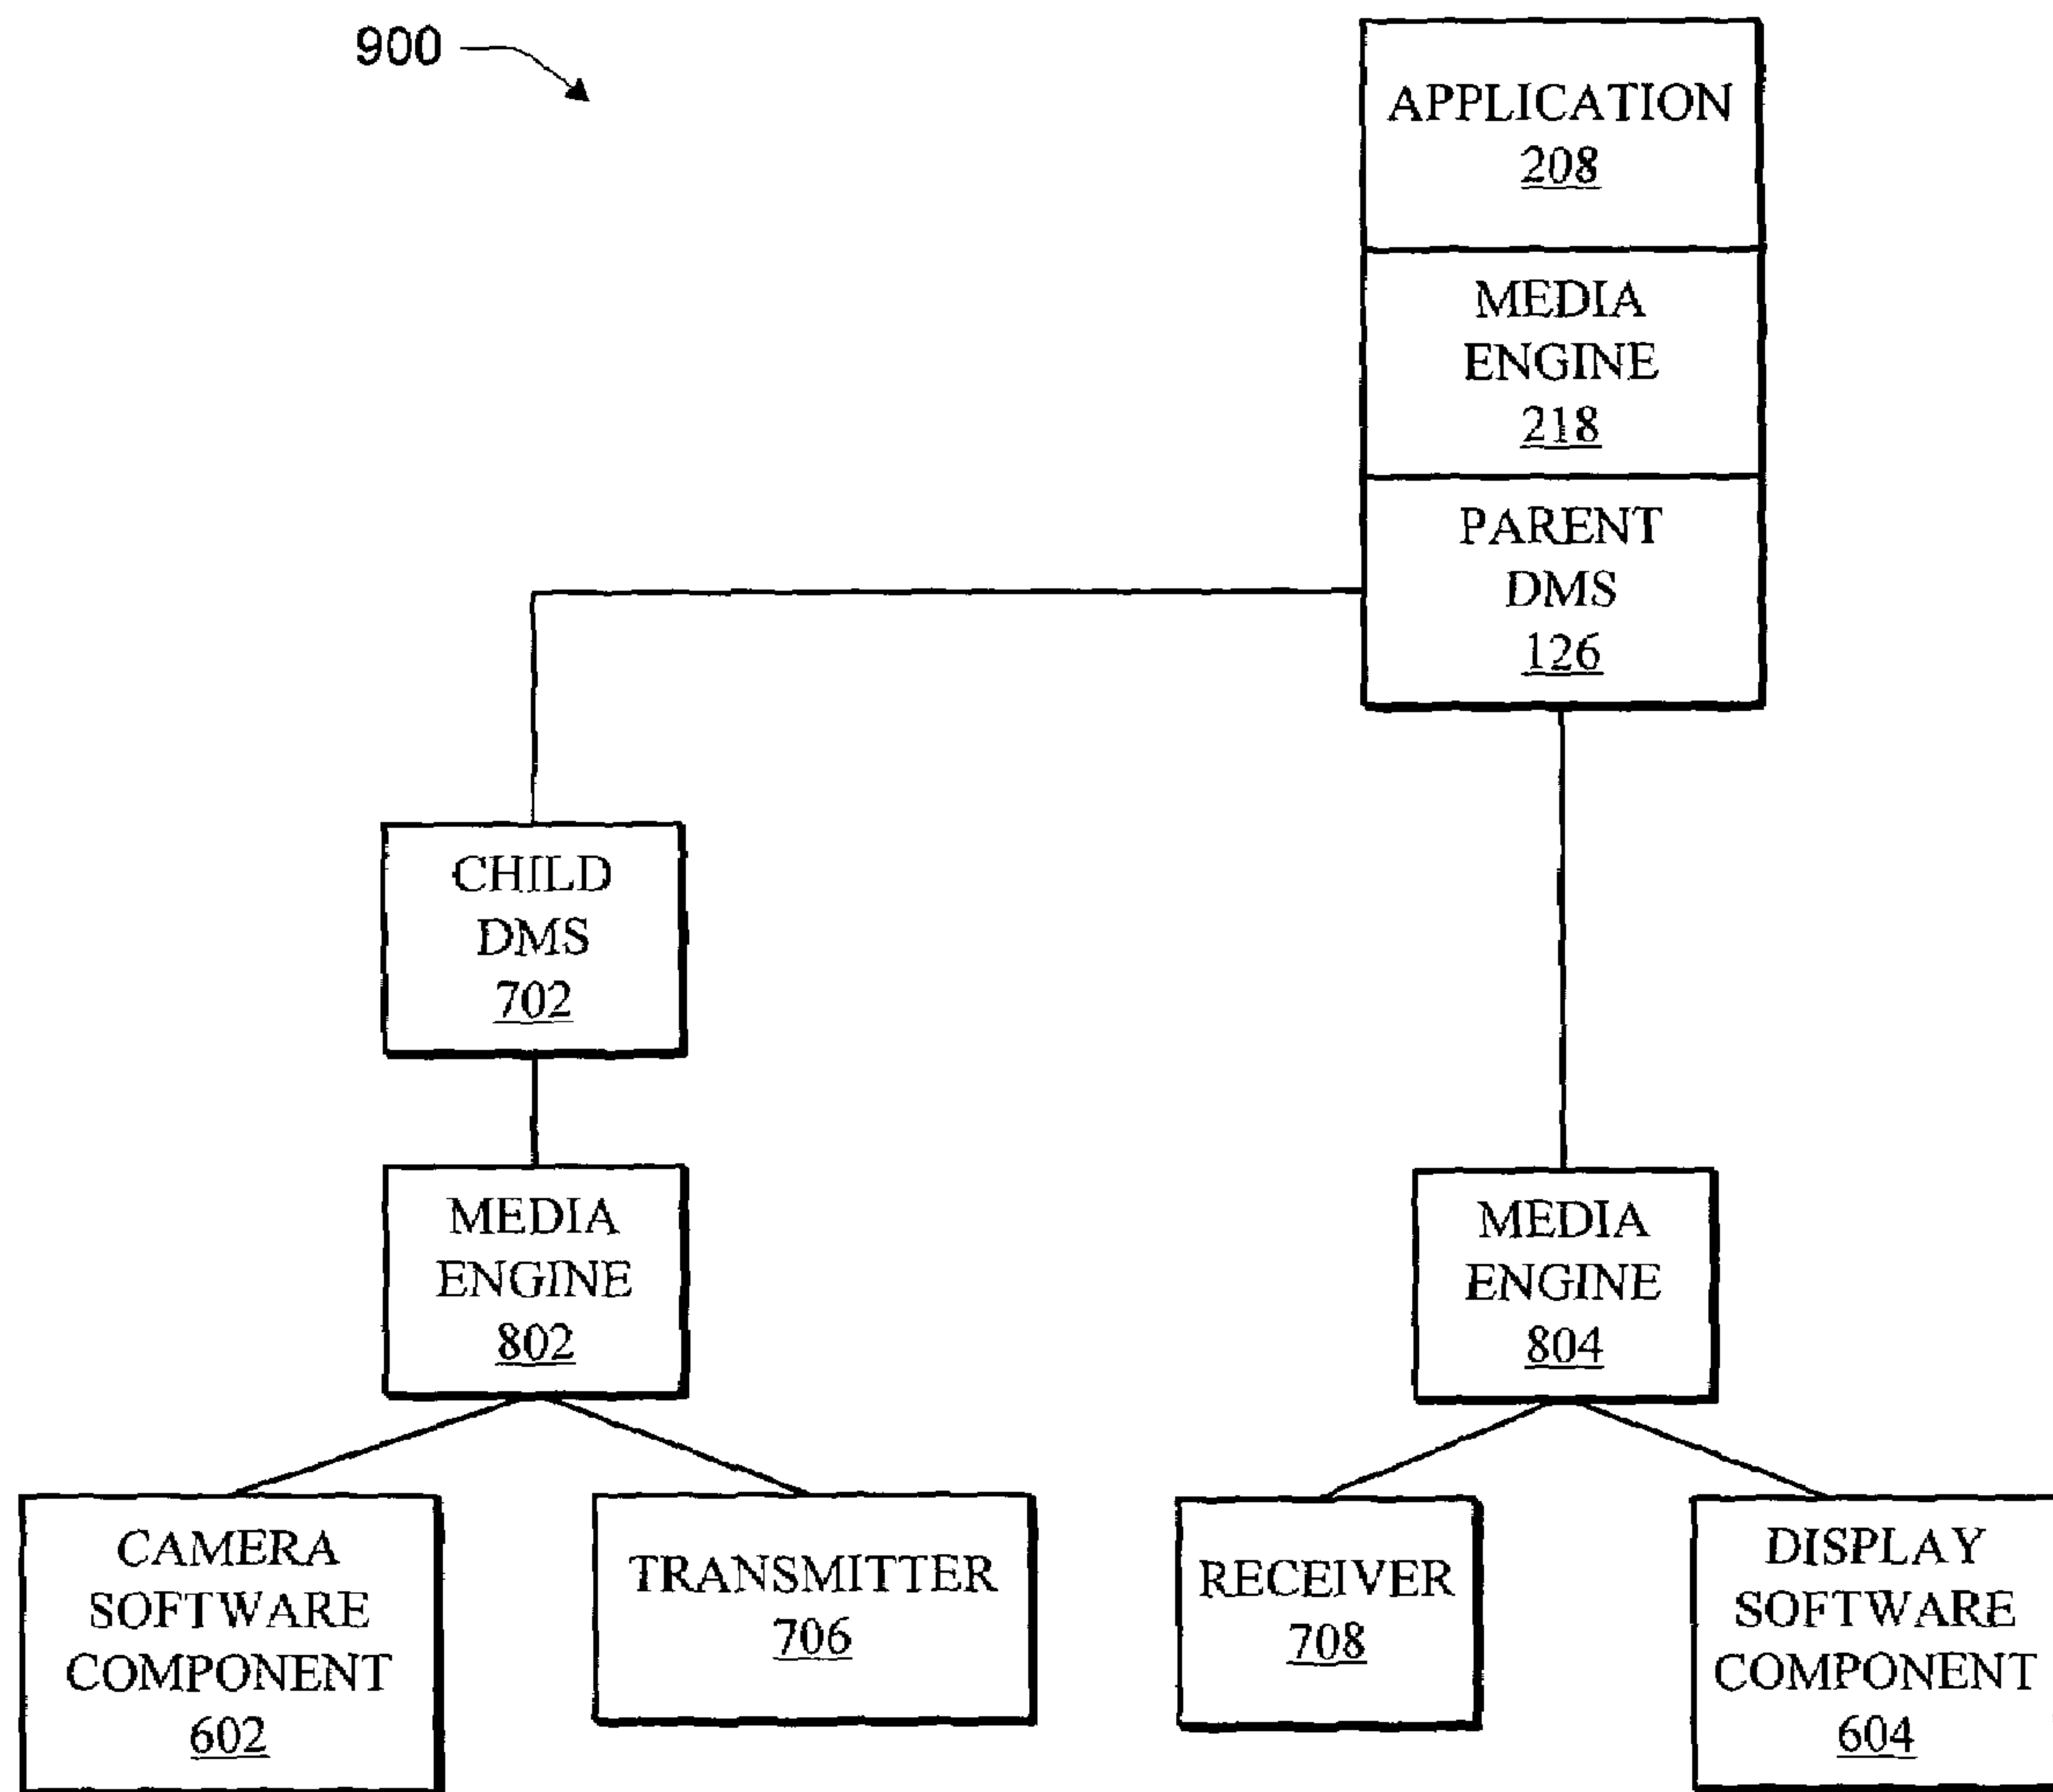 900
APPLICATION
208
MEDIA
ENGINE
218
PARENT
DMS
126
CHILD
DMS
702
MEDIA
ENGINE
802
MEDIA
ENGINE
804
CAMERA
SOFTWARE
COMPONENT
602
TRANSMITTER
706
RECEIVER
708
DISPLAY
SOFTWARE
COMPONENT
604